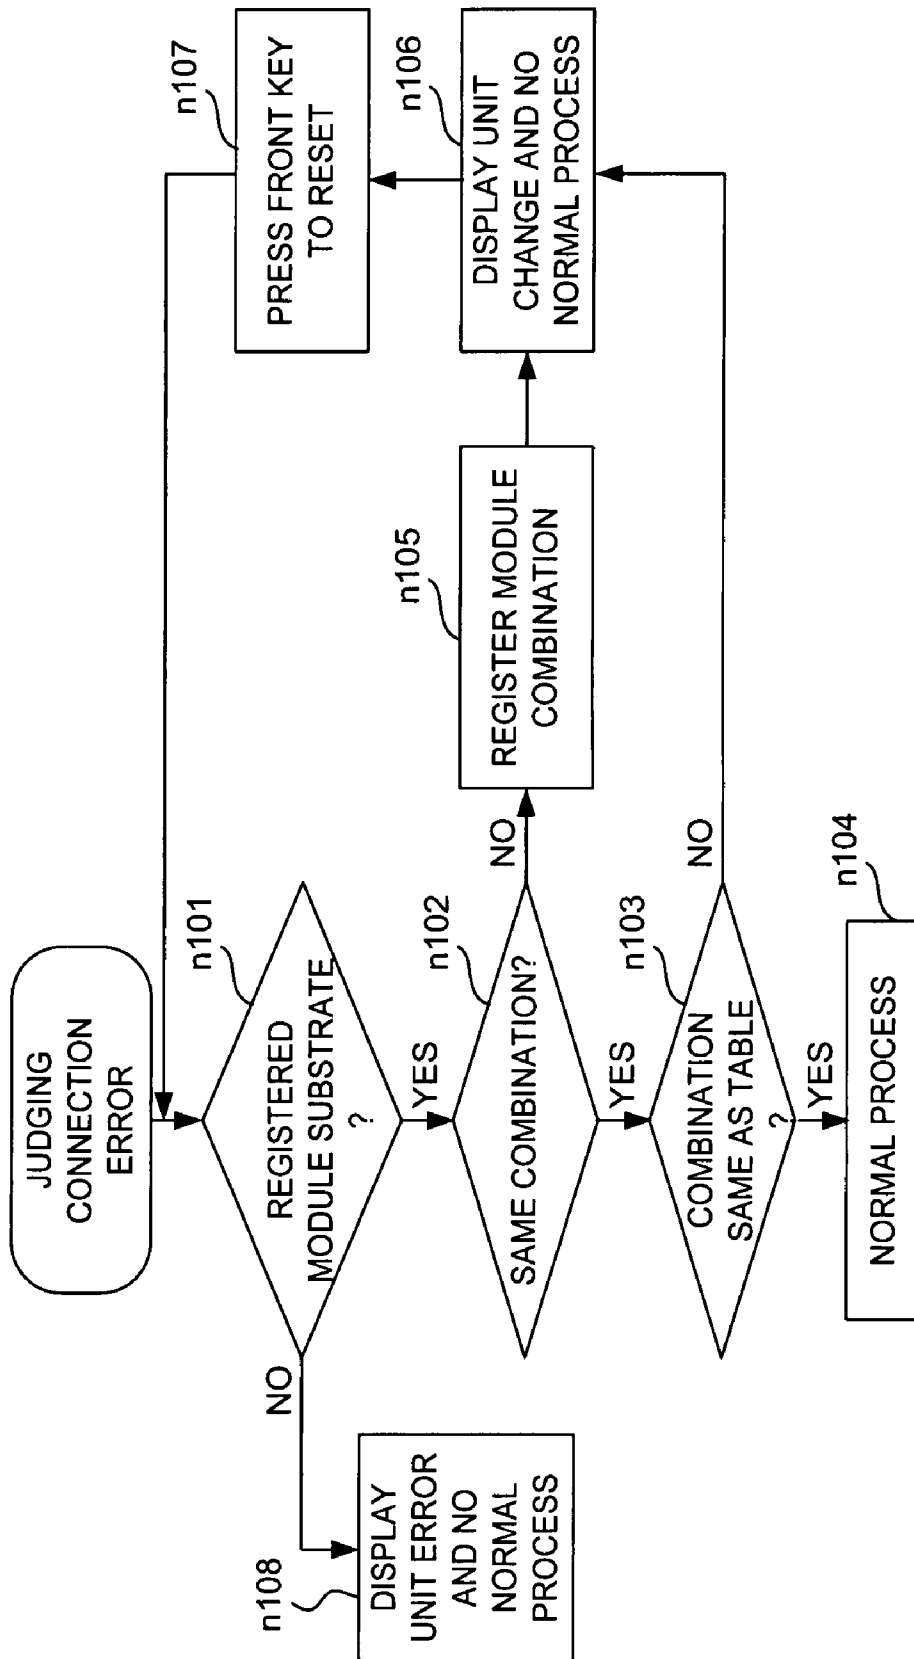 JUDGING
CONNECTION
ERROR
n101
REGISTERED
MODULE SUBSTRATE
?
NO
YES
n108
DISPLAY
UNIT ERROR
AND NO
NORMAL
PROCESS
n102
SAME COMBINATION?
NO
YES
n105
REGISTER MODULE
COMBINATION
n106
DISPLAY UNIT
CHANGE AND NO
NORMAL PROCESS
n107
PRESS FRONT KEY
TO RESET
n103
COMBINATION
SAME AS TABLE
?
NO
YES
n104
NORMAL PROCESS